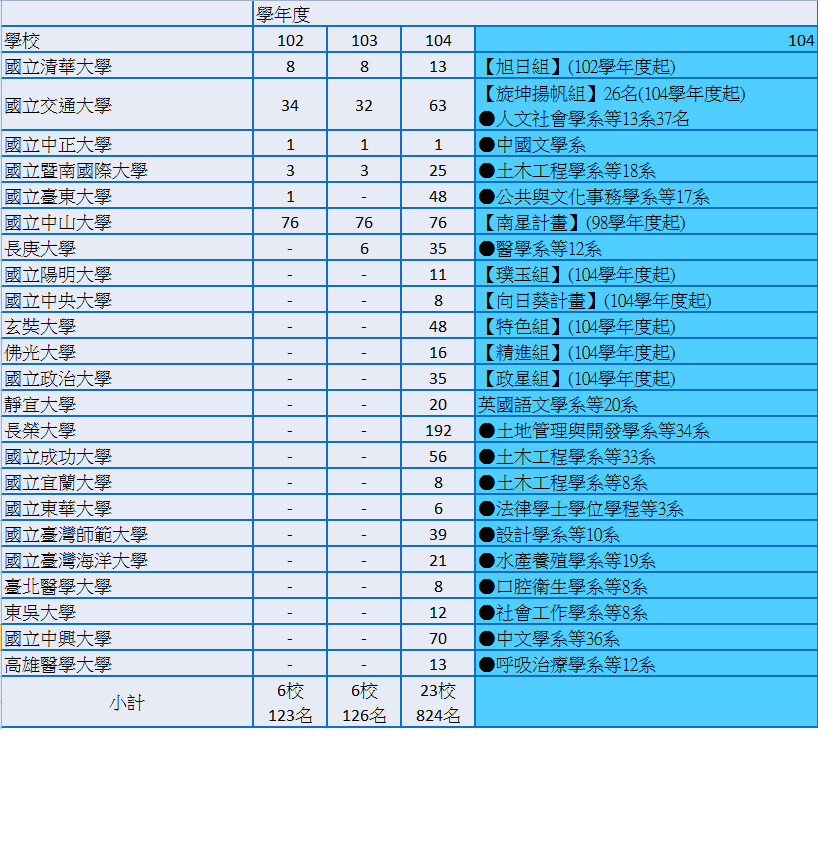 學年度
學校 102 103 104 104
國立清華大學 8 8 13 【旭日組】(102學年度起)
國立交通大學 34 32 63 【旋坤揚帆組】26名(104學年度起)
●人文社會學系等13系37名
國立中正大學 1 1 1 ●中國文學系
國立暨南國際大學 3 3 25 ●土木工程學系等18系
國立臺東大學 1 - 48 ●公共與文化事務學系等17系
國立中山大學 76 76 76 【南星計畫】(98學年度起)
長庚大學 - 6 35 ●醫學系等12系
國立陽明大學 - - 11 【璞玉組】(104學年度起)
國立中央大學 - - 8 【向日葵計畫】(104學年度起)
玄奘大學 - - 48 【特色組】(104學年度起)
佛光大學 - - 16 【精進組】(104學年度起)
國立政治大學 - - 35 【政星組】(104學年度起)
靜宜大學 - - 20 英國語文學系等20系
長榮大學 - - 192 ●土地管理與開發學系等34系
國立成功大學 - - 56 ●土木工程學系等33系
國立宜蘭大學 - - 8 ●土木工程學系等8系
國立東華大學 - - 6 ●法律學士學位學程等3系
國立臺灣師範大學 - - 39 ●設計學系等10系
國立臺灣海洋大學 - - 21 ●水產養殖學系等19系
臺北醫學大學 - - 8 ●口腔衛生學系等8系
東吳大學 - - 12 ●社會工作學系等8系
國立中興大學 - - 70 ●中文學系等36系
高雄醫學大學 - - 13 ●呼吸治療學系等12系
小計 6校 6校 23校
123名 126名 824名